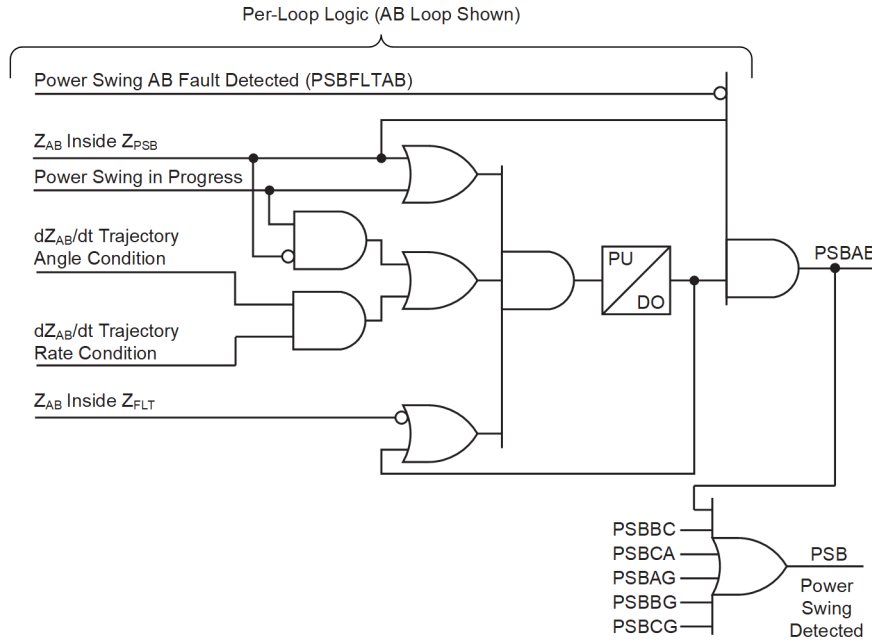 Per-Loop Logic (AB Loop Shown)
Power Swing AB Fault Detected (PSBFLTAB)
ZAB Inside ZPSB
Power Swing in Progress
dZAB/dt Trajectory
Angle Condition
dZAB/dt Trajectory
Rate Condition
ZAB Inside ZFLT
PU
DO
PSBAB
PSBBC
PSBCA
PSBAG
PSBBG
PSBCG
PSB
Power
Swing
Detected